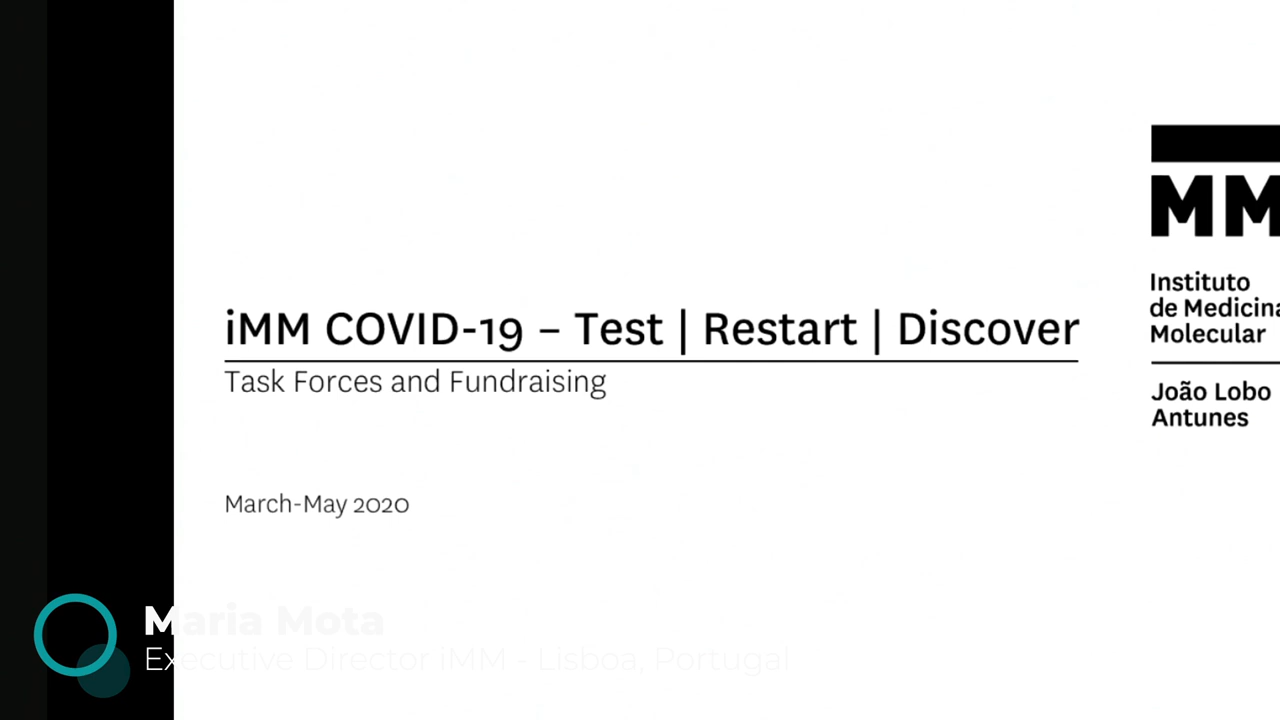 MM
Instituto
de Medicina
Molecular
João Lobo
Antunes
iMM COVID-19 – Test | Restart | Discover
Task Forces and Fundraising
March-May 2020
Maria Mota
Executive Director iMM - Lisboa, Portugal